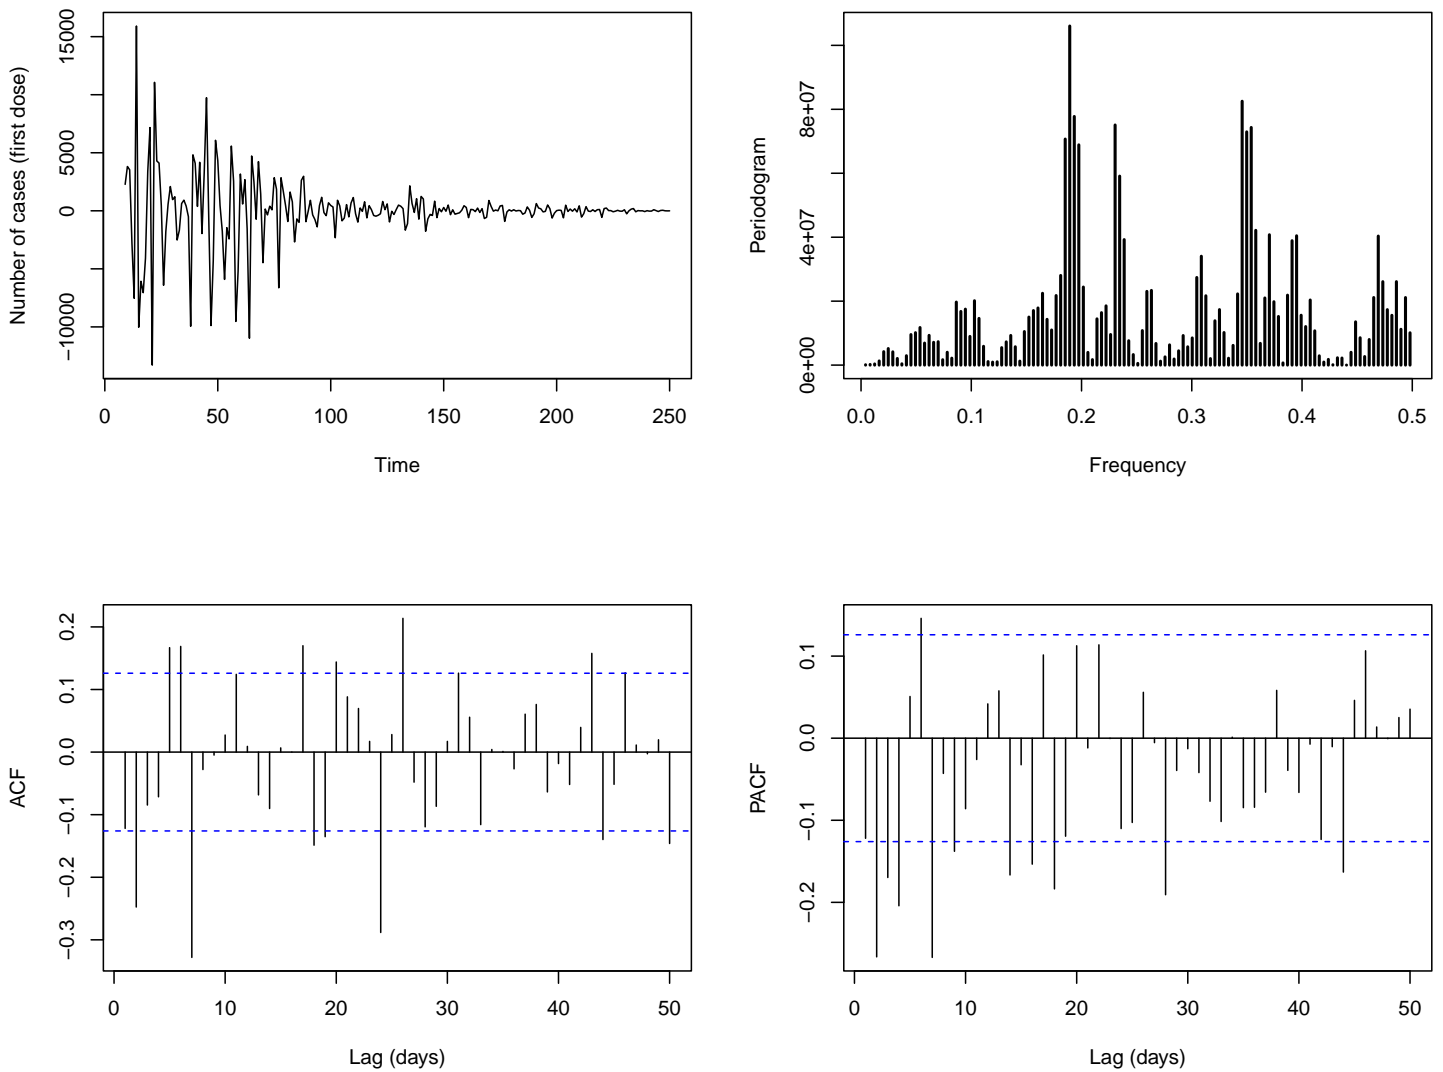 Number of cases (first dose)
15000
5000
0
−10000
0 50 100 150 200 250
Time
Periodogram
8e+07
4e+07
0e+00
0.0 0.1 0.2 0.3 0.4 0.5
Frequency
ACF
0.2
0.1
0.0
−0.1
−0.2
−0.3
0 10 20 30 40 50
Lag (days)
PACF
0.1
0.0
−0.1
−0.2
0 10 20 30 40 50
Lag (days)